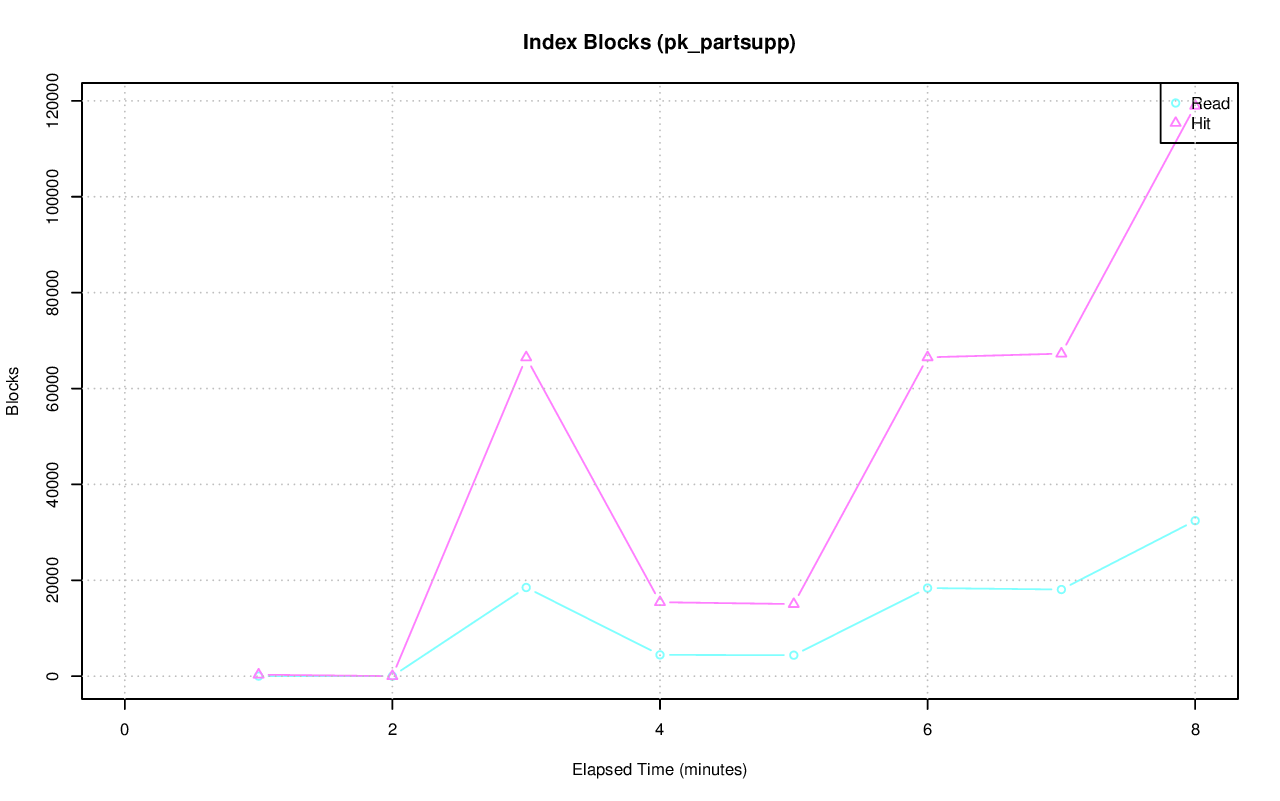 Index Blocks (pk_partsupp)
Read
Hit
120000
100000
80000
60000
40000
20000
0
Blocks
0 2 4 6 8
Elapsed Time (minutes)